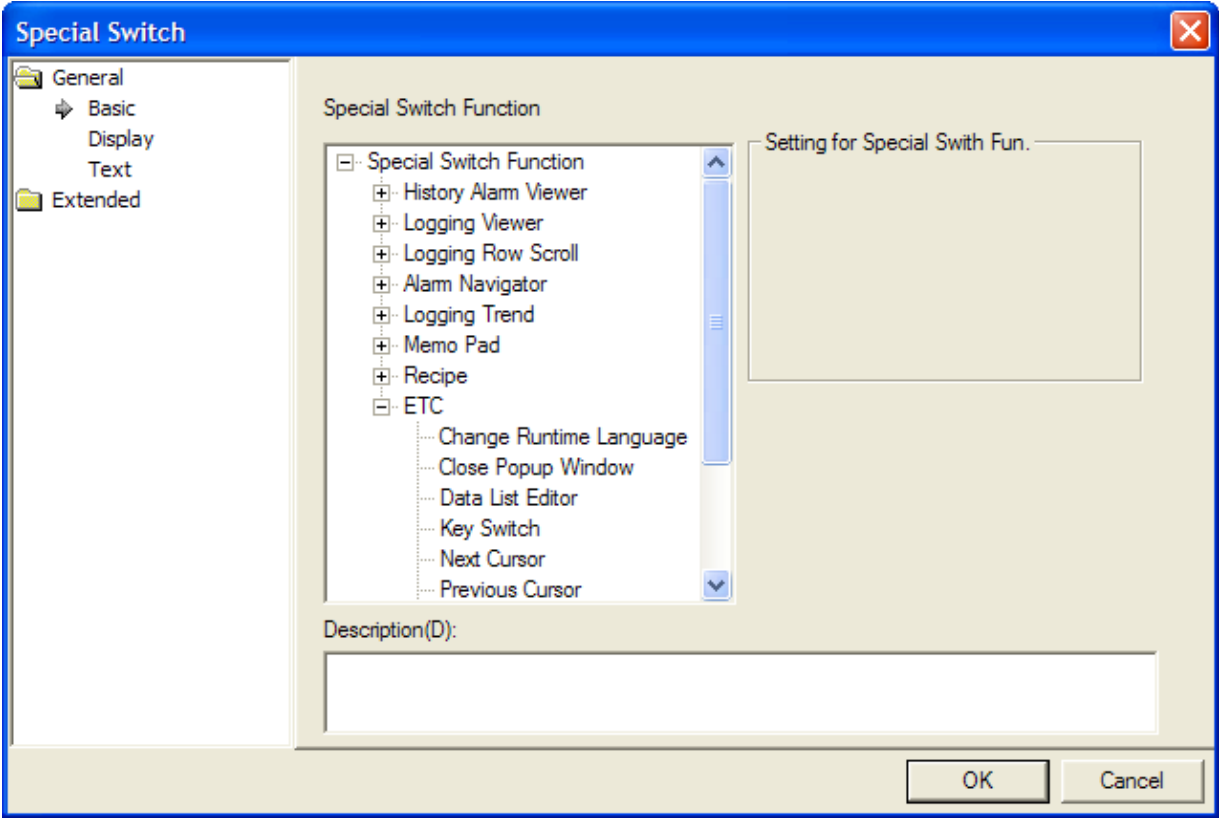 Special Switch
General
Basic
Display
Text
Extended
Special Switch Function
Special Switch Function
History Alarm Viewer
Logging Viewer
Logging Row Scroll
Alarm Navigator
Logging Trend
Memo Pad
Recipe
ETC
Change Runtime Language
Close Popup Window
Data List Editor
Key Switch
Next Cursor
Previous Cursor
Setting for Special Swith Fun.
Description(D):
OK
Cancel